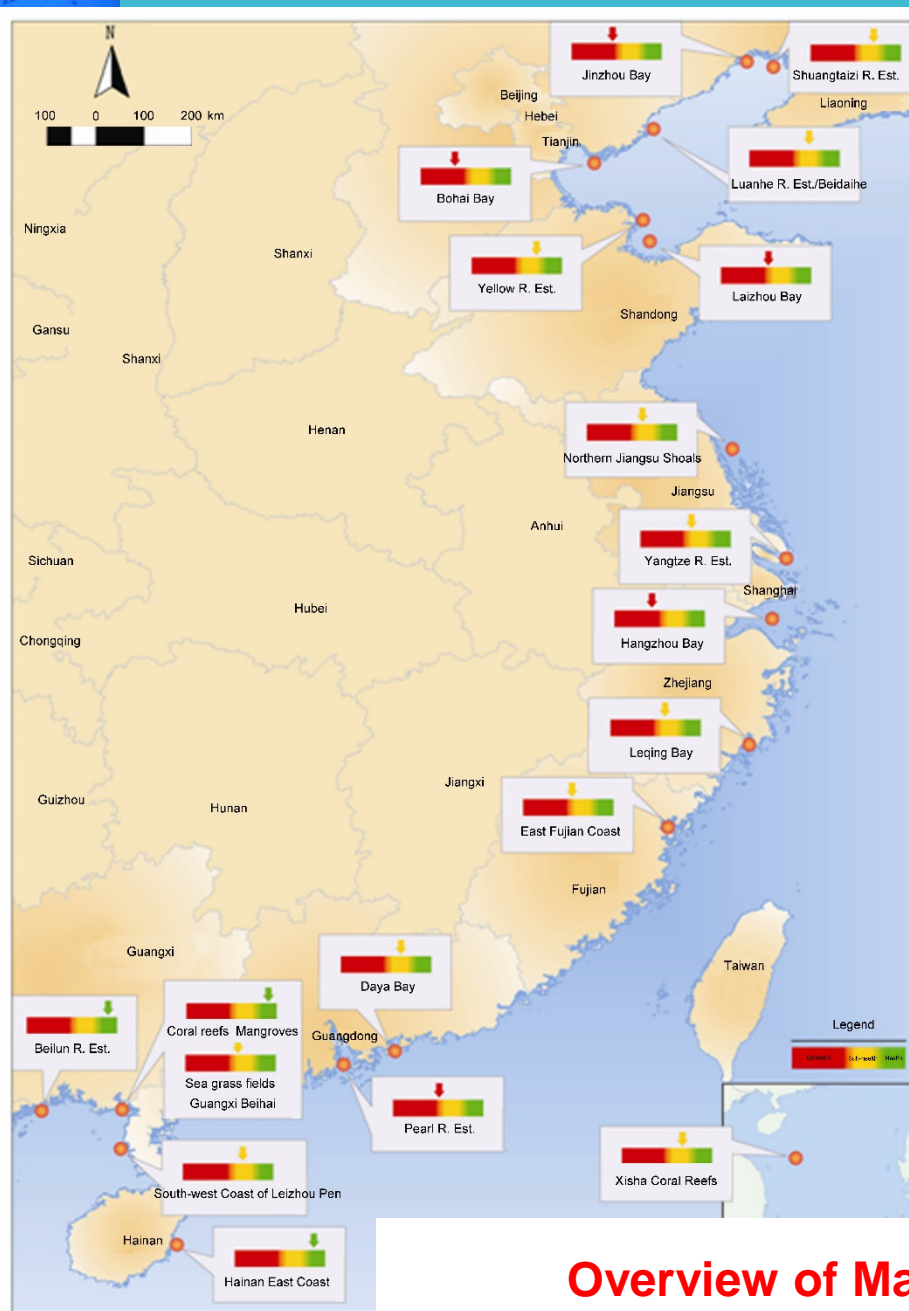 N
100 0 100 200 km
Jinzhou Bay
Shuangtaizi R. Est.
Beijing
Liaoning
Hebei
Tianjin
Luanhe R. Est./Beidaihe
Bohai Bay
Ningxia
Shanxi
Yellow R. Est.
Laizhou Bay
Shandong
Gansu
Shanxi
Henan
Northern Jiangsu Shoals
Jiangsu
Anhui
Sichuan
Yangtze R. Est.
Shanghai
Hubei
Chongqing
Hangzhou Bay
Zhejiang
Leqing Bay
Jiangxi
Guizhou
Hunan
East Fujian Coast
Fujian
Guangxi
Taiwan
Daya Bay
Legend
Coral reefs Mangroves
Guangdong
Beilun R. Est.
Sub-health Health
Sea grass fields
Guangxi Beihai
Pearl R. Est.
Xisha Coral Reefs
South-west Coast of Leizhou Pen
Hainan
Hainan East Coast
Overview of Ma